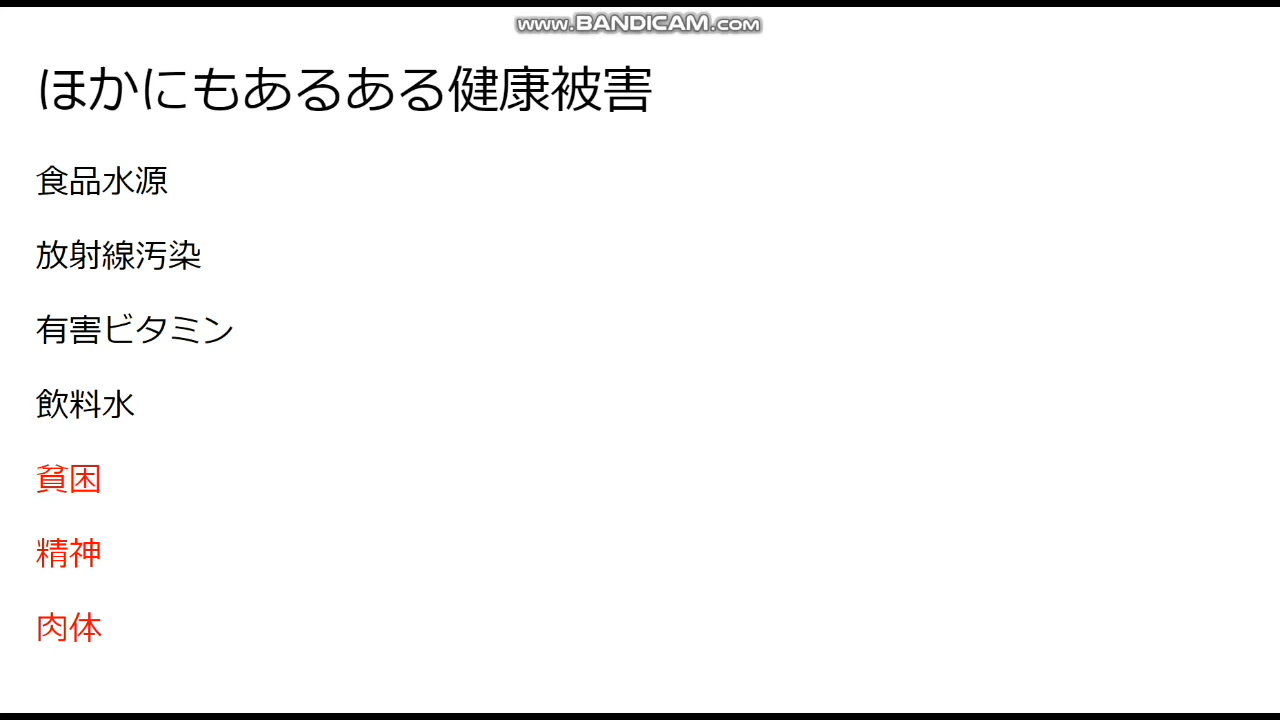 www.BANDICAM.com
ほかにもあるある健康被害
食品水源
放射線汚染
有害ビタミン
飲料水
貧困
精神
肉体